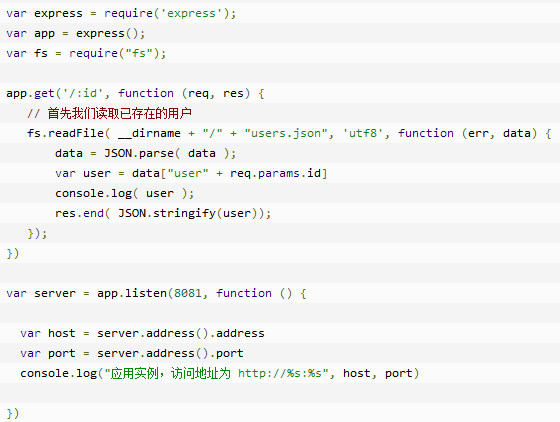 var express = require('express');
var app = express();
var fs = require("fs");
app.get('/:id', function (req, res) {
// 首先我们读取已存在的用户
fs.readFile( __dirname + "/" + "users.json", 'utf8', function (err, data) {
data = JSON.parse( data );
var user = data["user" + req.params.id]
console.log( user );
res.end( JSON.stringify(user));
});
})
var server = app.listen(8081, function () {
var host = server.address().address
var port = server.address().port
console.log("应用实例，访问地址为 http://%s:%s", host, port)
})